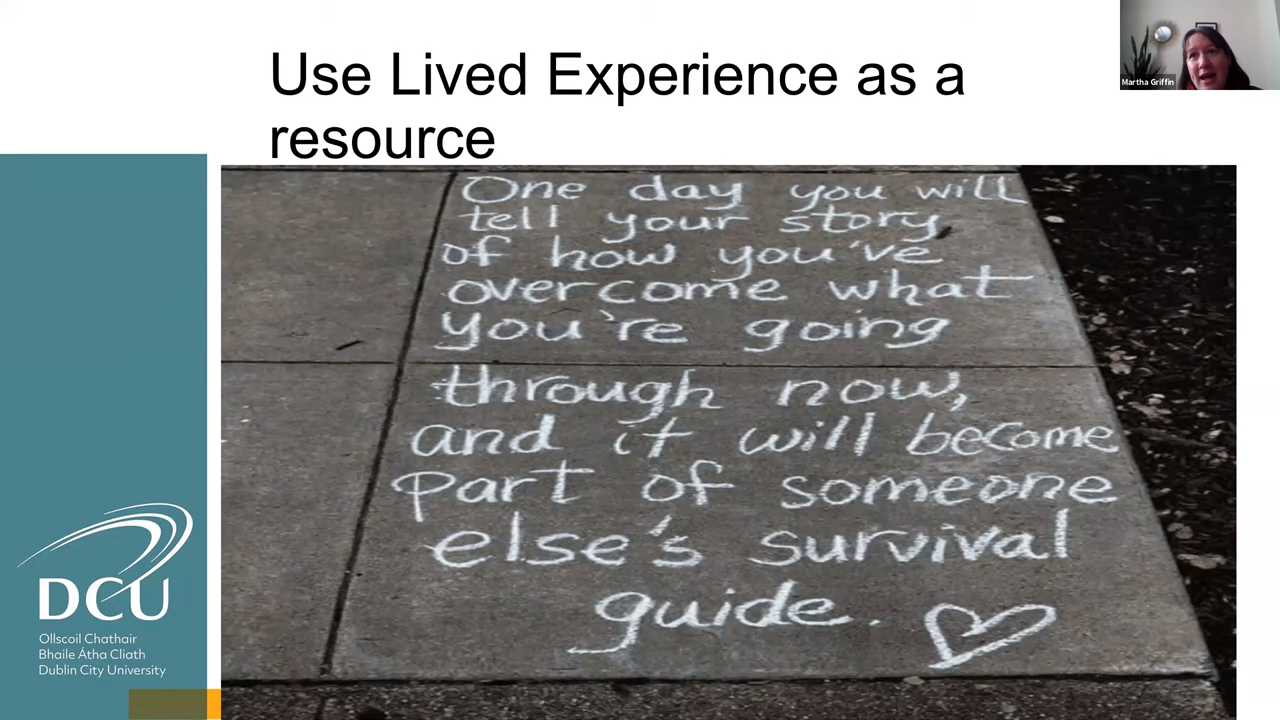 Use Lived Experience as a
resource
Martha Griffin
One day you will
tell your story
of how you've
overcome what
you're going
through now,
and it will become
part of someone
else's survival
guide.
DCU
Ollscoil Chathair
Bhaile Átha Cliath
Dublin City University